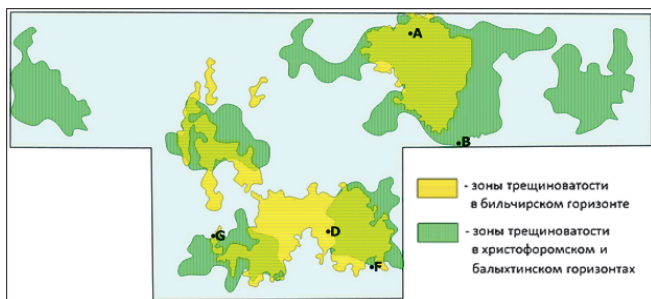 A
B
- зоны трещиноватости
в бильчирском горизонте
G
D
- зоны трещиноватости
в христофоромском и
балыхтинском горизонтах
F